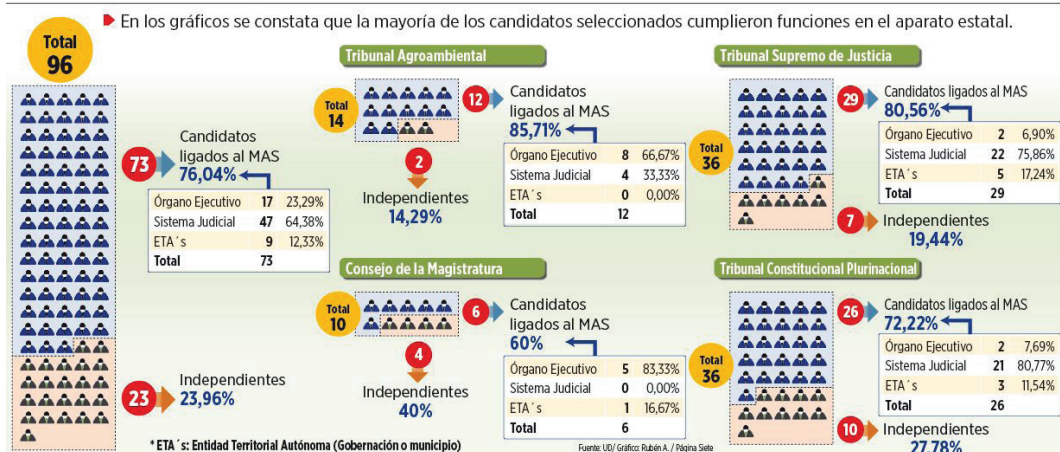 En los gráficos se constata que la mayoría de los candidatos seleccionados cumplieron funciones en el aparato estatal.
Total
96
73
Candidatos
ligados al MAS
76,04%
Órgano Ejecutivo 17 23,29%
Sistema Judicial 47 64,38%
ETA´s 9 12,33%
Total 73
23
Independientes
23,96%
Tribunal Agroambiental
Total
14
12
Candidatos
ligados al MAS
85,71%
Órgano Ejecutivo 8 66,67%
Sistema Judicial 4 33,33%
ETA´s 0 0,00%
Total 12
2
Independientes
14,29%
Consejo de la Magistratura
Total
10
6
Candidatos
ligados al MAS
60%
Órgano Ejecutivo 5 83,33%
Sistema Judicial 0 0,00%
ETA´s 1 16,67%
Total 6
4
Independientes
40%
Tribunal Supremo de Justicia
Total
36
29
Candidatos ligados al MAS
80,56%
Órgano Ejecutivo 2 6,90%
Sistema Judicial 22 75,86%
ETA´s 5 17,24%
Total 29
7
Independientes
19,44%
Tribunal Constitucional Plurinacional
Total
36
26
Candidatos ligados al MAS
72,22%
Órgano Ejecutivo 2 7,69%
Sistema Judicial 21 80,77%
ETA´s 3 11,54%
Total 26
10
Independientes
27,78%
* ETA´s: Entidad Territorial Autónoma (Gobernación o municipio)
Fuente: UD/ Gráfico: Rubén A. / Página Siete